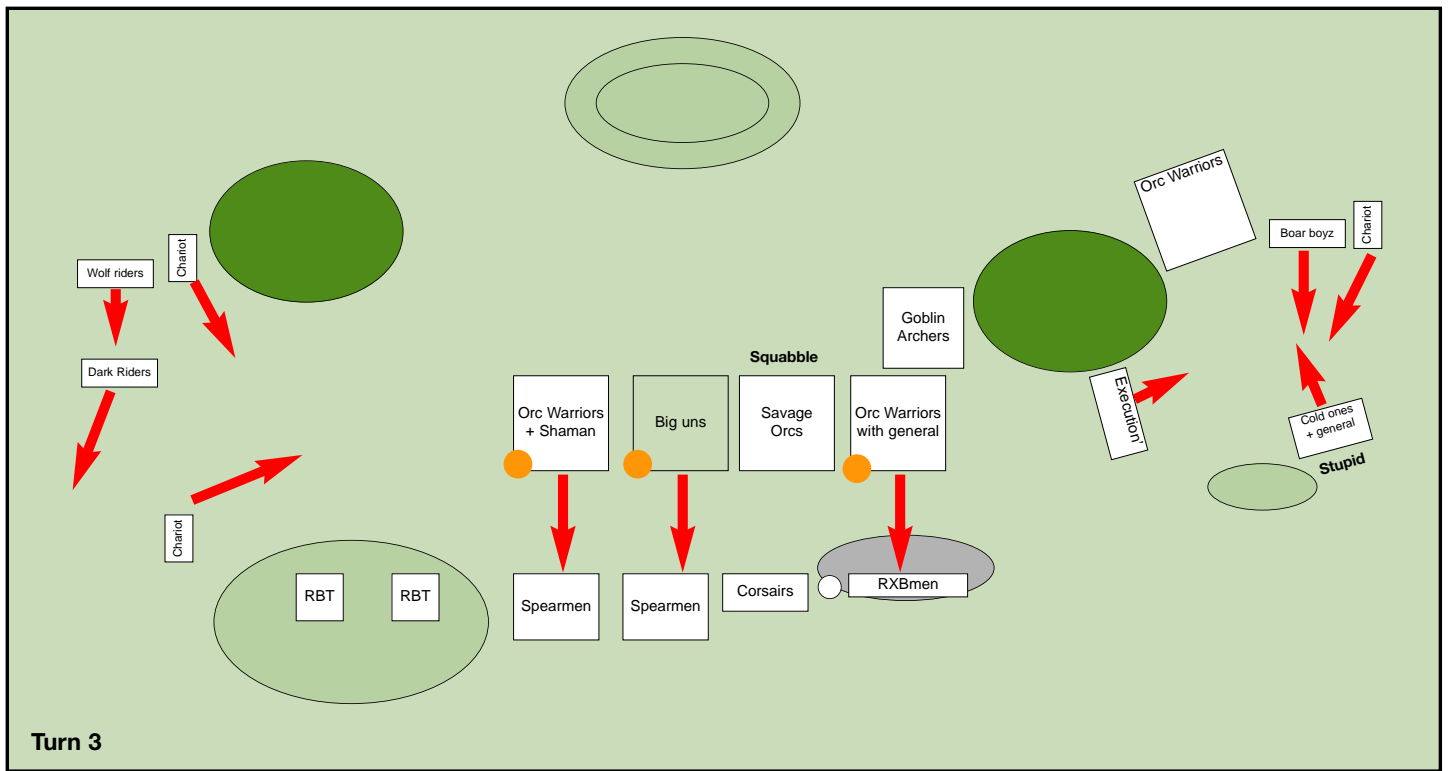 Orc Warriors
Wolf riders
Chariot
Boar boyz
Chariot
Dark Riders
Goblin
Archers
Squabble
Orc Warriors
+ Shaman
Big uns
Savage
Orcs
Orc Warriors
with general
Execution’
Cold ones
+ general
Stupid
Chariot
RBT
RBT
Spearmen
Spearmen
Corsairs
RXBmen
Turn 3